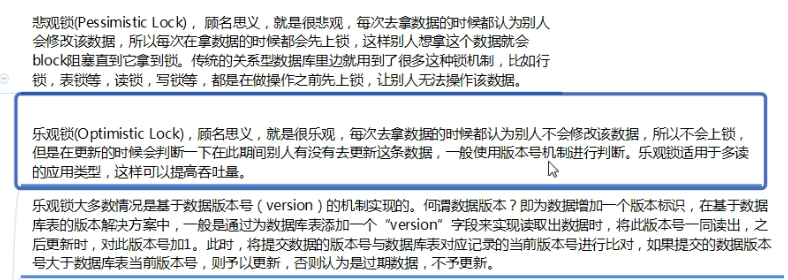 悲观锁(Pessimistic Lock)，顾名思义，就是很悲观，每次去拿数据的时候都认为别人
会修改该数据，所以每次在拿数据的时候都会先上锁，这样别人想拿这个数据就会
block阻塞直到它拿到锁。传统的关系型数据库里边就用到了很多这种锁机制，比如行
锁，表锁等，读锁，写锁等，都是在做操作之前先上锁，让别人无法操作该数据。
乐观锁(Optimistic Lock)，顾名思义，就是很乐观，每次去拿数据的时候都认为别人不会修改该数据，所以不会上锁，
但是在更新的时候会判断一下在此期间别人有没有去更新这条数据，一般使用版本号机制进行判断。乐观锁适用于多读
的应用类型，这样可以提高吞吐量。
乐观锁大多数情况是基于数据版本号（version）的机制实现的。何谓数据版本？即为数据增加一个版本标识，在基于数据
库表的版本解决方案中，一般是通过为数据库表添加一个“version”字段来实现读取出数据时，将此版本号一同读出，之
后更新时，对此版本号加1。此时，将提交数据的版本号与数据库表对应记录的当前版本号进行比对，如果提交的数据版本
号大于数据库表当前版本号，则予以更新，否则认为是过期数据，不予更新。